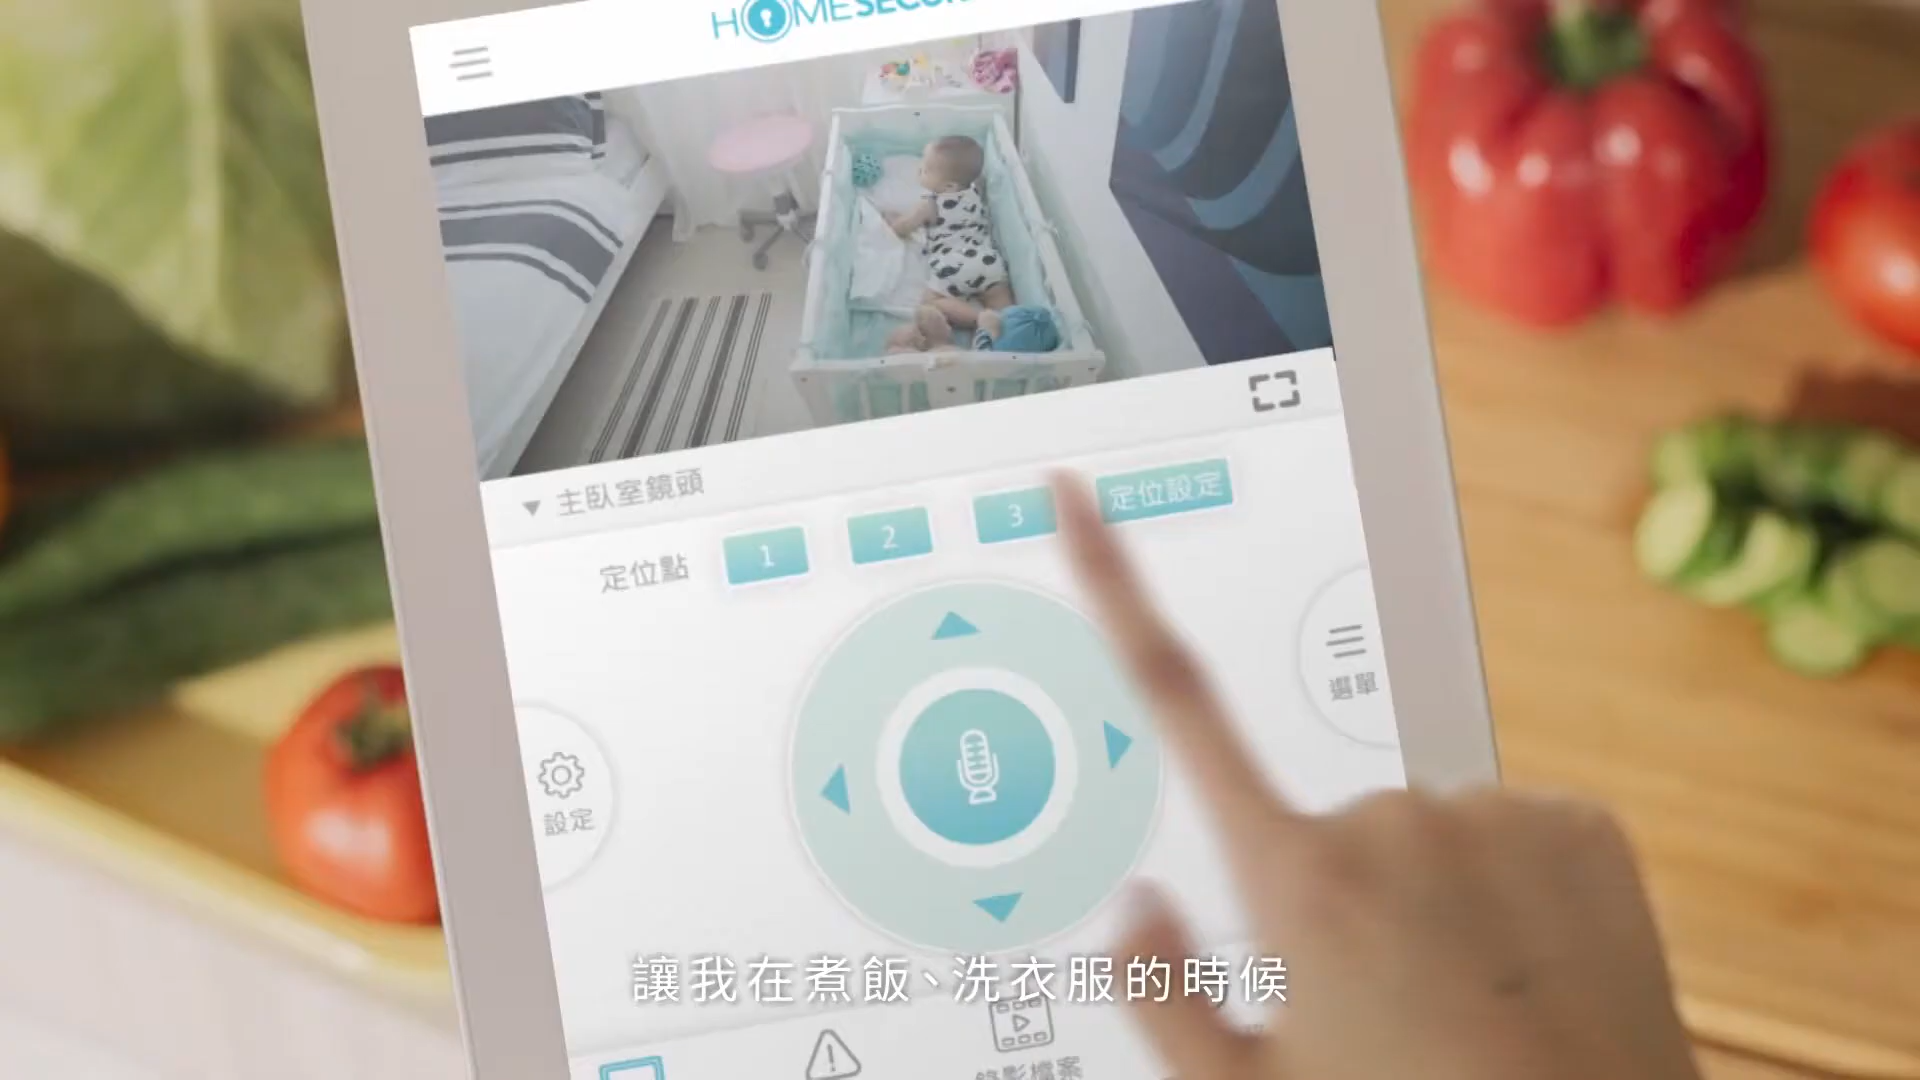 主臥室鏡頭
定位點 1 2 3 定位設定
選單
設定
讓我在煮飯、洗衣服的時候